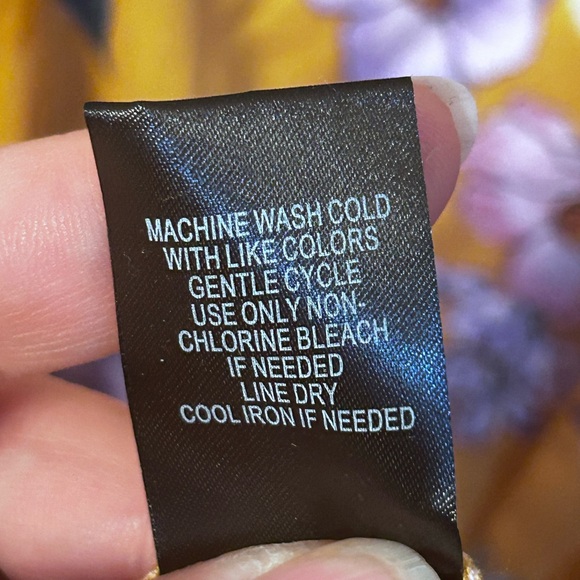 MACHINE WASH COLD
WITH LIKE COLORS
GENTLE CYCLE
USE ONLY NON-
CHLORINE BLEACH
IF NEEDED
LINE DRY
COOL IRON IF NEEDED